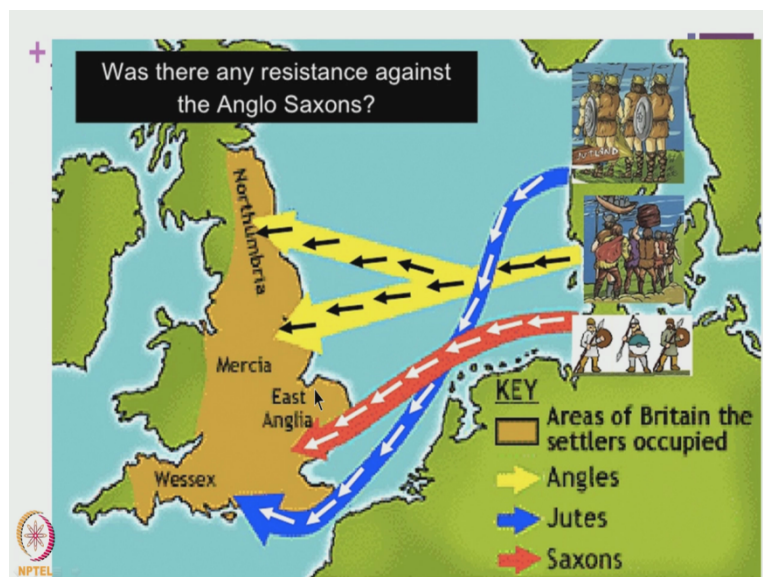 Was there any resistance against
the Anglo Saxons?
JUTLAND
Northumbria
Mercia
East
Anglia
Wessex
KEY
Areas of Britain the
settlers occupied
Angles
Jutes
Saxons
NPTEL